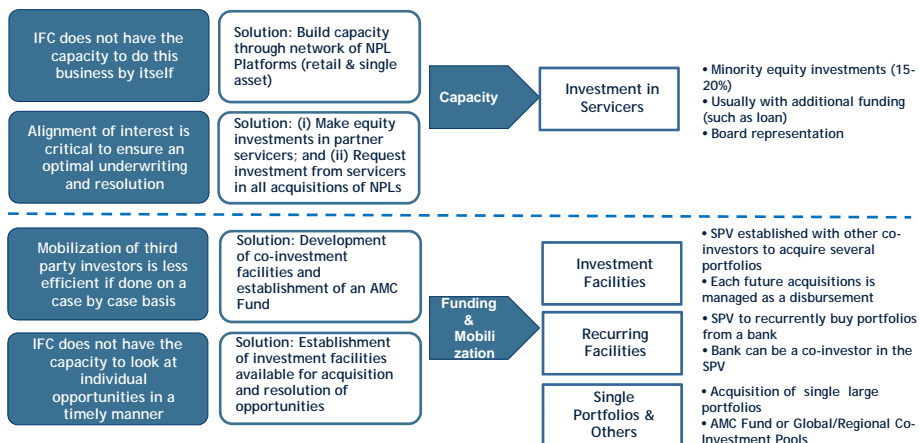 IFC does not have the
capacity to do this
business by itself
Solution: Build capacity
through network of NPL
Platforms (retail & single
asset)
Alignment of interest is
critical to ensure an
optimal underwriting
and resolution
Solution: (i) Make equity
investments in partner
servicers; and (ii) Request
investment from servicers
in all acquisitions of NPLs
Capacity
Investment in
Servicers
• Minority equity investments (15-
20%)
• Usually with additional funding
(such as loan)
• Board representation
Mobilization of third
party investors is less
efficient if done on a
case by case basis
Solution: Development
of co-investment
facilities and
establishment of an AMC
Fund
IFC does not have the
capacity to look at
individual
opportunities in a
timely manner
Solution: Establishment
of investment facilities
available for acquisition
and resolution of
opportunities
Funding
&
Mobili
zation
Investment
Facilities
• SPV established with other co-
investors to acquire several
portfolios
• Each future acquisitions is
managed as a disbursement
Recurring
Facilities
• SPV to recurrently buy portfolios
from a bank
• Bank can be a co-investor in the
SPV
Single
Portfolios &
Others
• Acquisition of single large
portfolios
• AMC Fund or Global/Regional Co-
Investment Pools